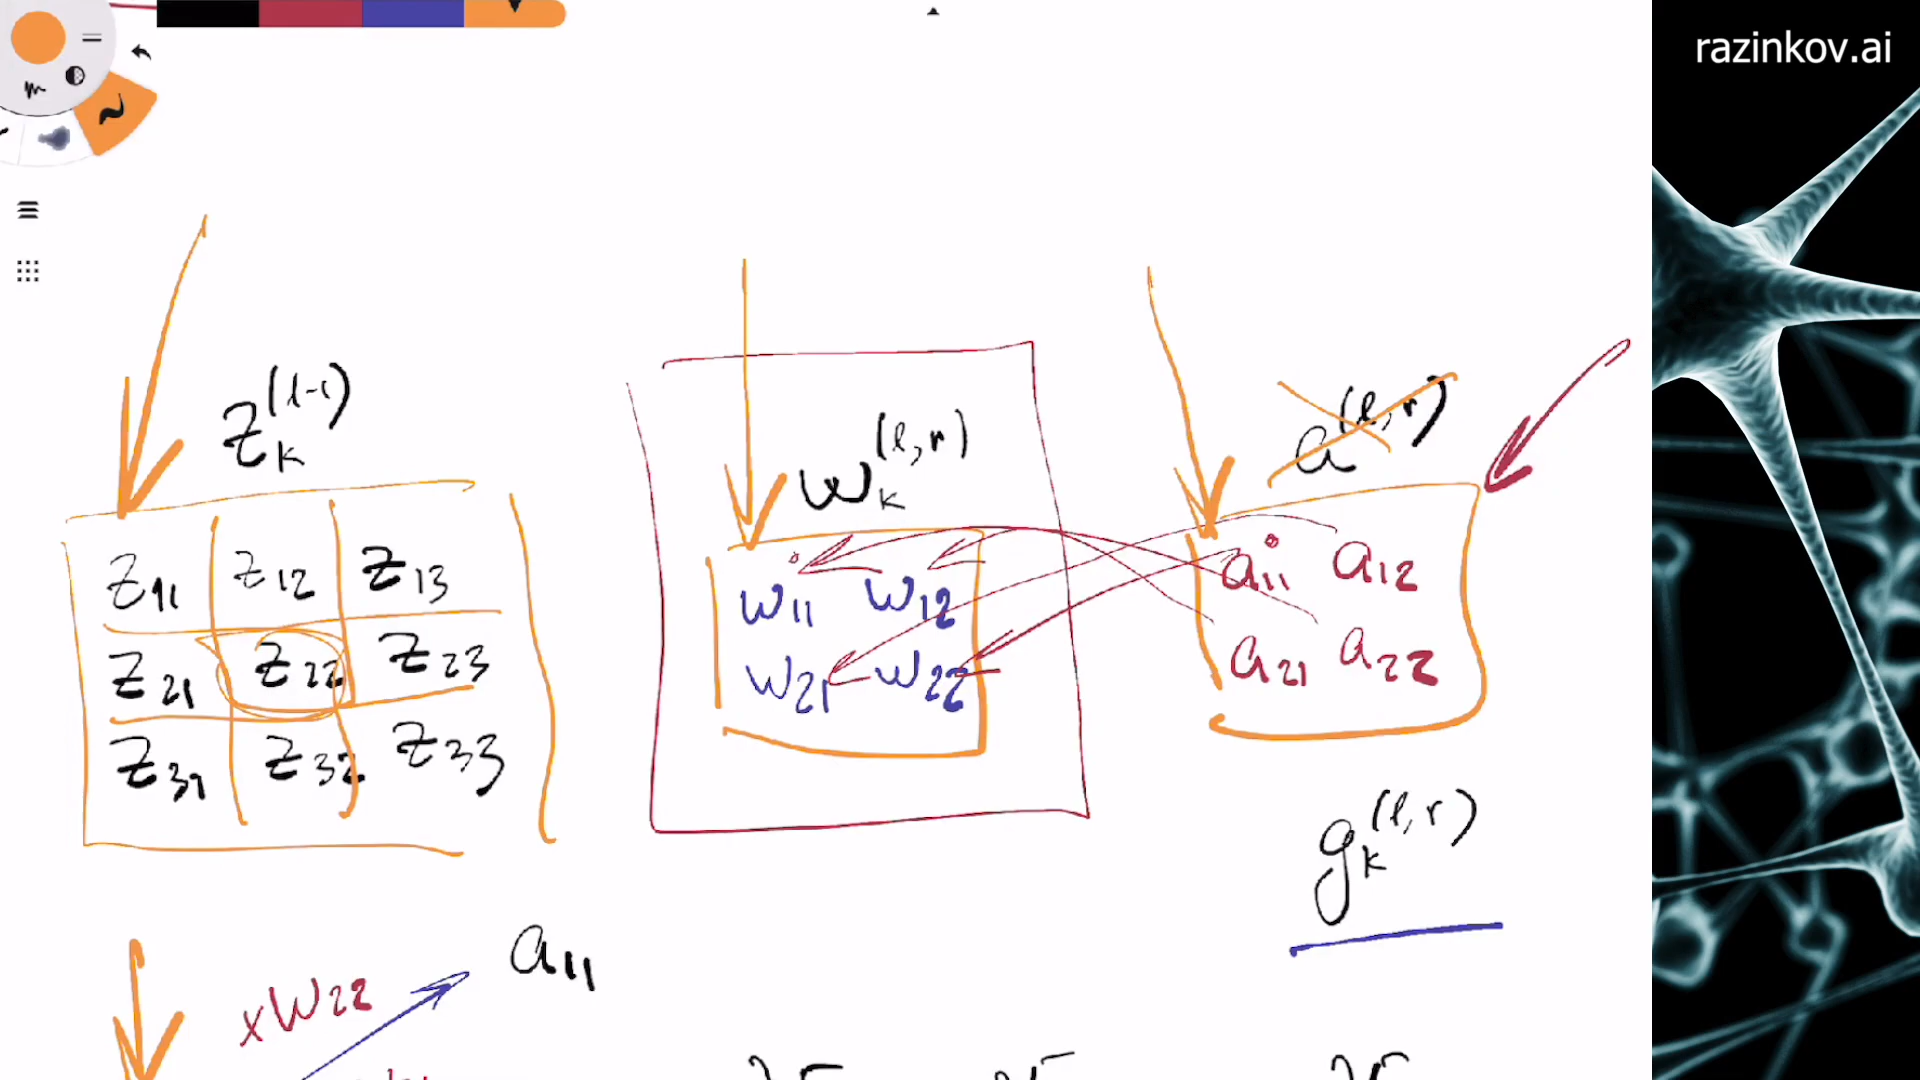 razinkov.ai
z_k^{(l-1)}
w_k^{(l,r)}
a^{(l,r)}
z11 z12 z13
z21 z22 z23
z31 z32 z33
w11 w12
w21 w22
a11 a12
a21 a22
g_k^{(l,r)}
a11
xw22